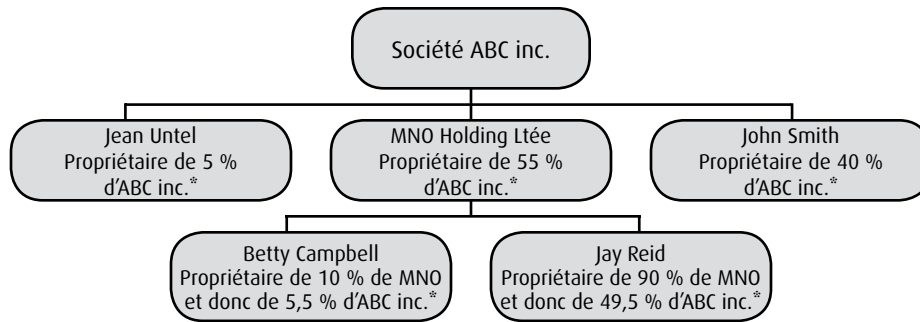 Société ABC inc.
Jean Untel
Propriétaire de 5 %
d’ABC inc.*
MNO Holding Ltée
Propriétaire de 55 %
d’ABC inc.*
John Smith
Propriétaire de 40 %
d’ABC inc.*
Betty Campbell
Propriétaire de 10 % de MNO
et donc de 5,5 % d’ABC inc.*
Jay Reid
Propriétaire de 90 % de MNO
et donc de 49,5 % d’ABC inc.*